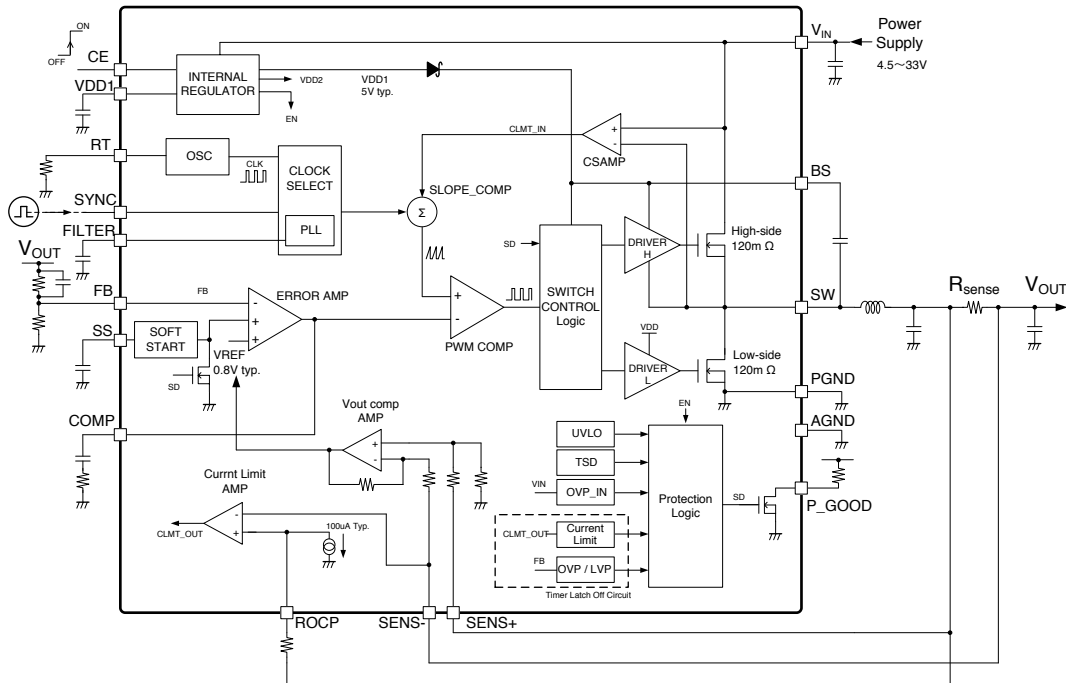 ON
OFF
CE
VDD1
INTERNAL
REGULATOR
VDD2
EN
VDD1
5V typ.
VIN
Power
Supply
4.5～33V
RT
OSC
CLK
CLOCK
SELECT
PLL
SYNC
FILTER
CLMT_IN
+
-
CSAMP
SLOPE_COMP
Σ
BS
SD
SWITCH
CONTROL
Logic
DRIVER
H
High-side
120m Ω
VOUT
FB
FB
-
+
+
ERROR AMP
+
-
PWM COMP
SW
Rsense
VOUT
SS
SOFT
START
SD
VREF
0.8V typ.
VDD
DRIVER
L
Low-side
120m Ω
PGND
AGND
COMP
Vout comp
AMP
+
-
EN
UVLO
TSD
VIN
OVP_IN
CLMT_OUT
Current
Limit
FB
OVP / LVP
Timer Latch Off Circuit
Protection
Logic
SD
P_GOOD
Currnt Limit
AMP
-
+
CLMT_OUT
100uA Typ.
ROCP
SENS-
SENS+